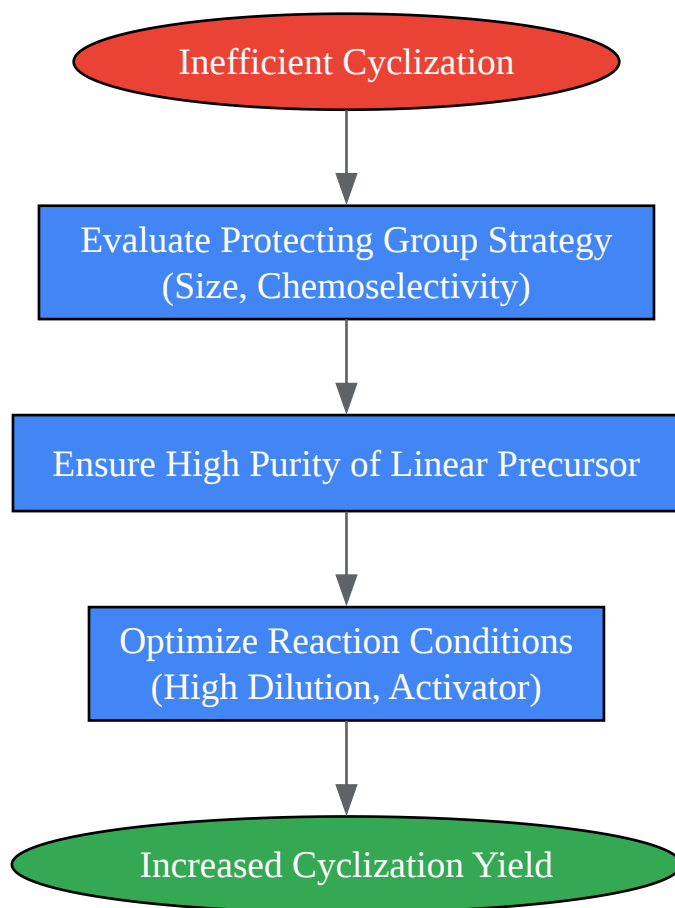 Inefficient Cyclization
Evaluate Protecting Group Strategy
(Size, Chemoselectivity)
Ensure High Purity of Linear Precursor
Optimize Reaction Conditions
(High Dilution, Activator)
Increased Cyclization Yield